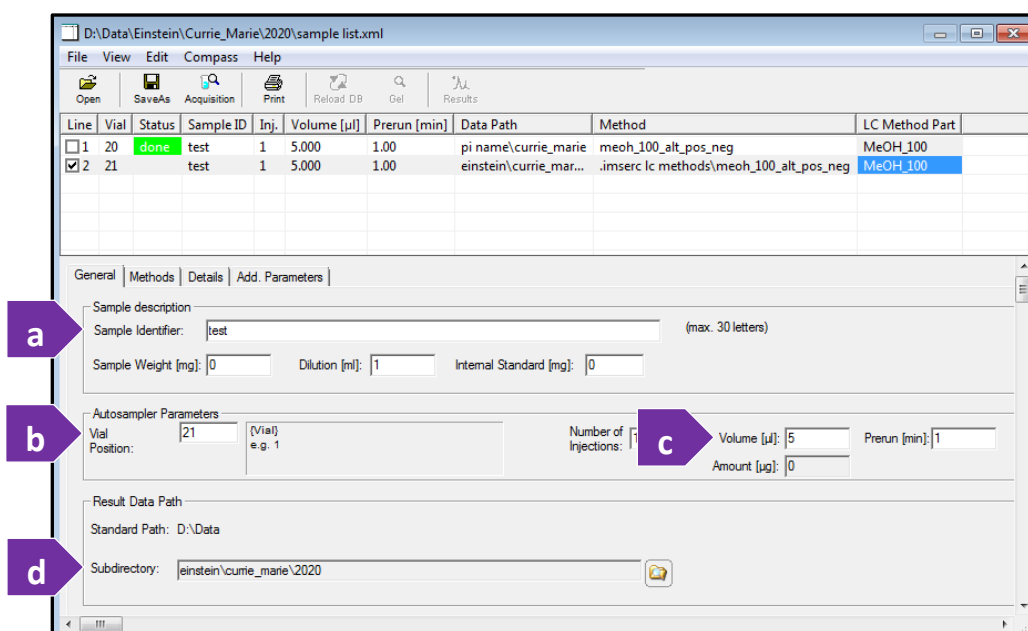 D:\Data\Einstein\Currie_Marie\2020\sample list.xml
File View Edit Compass Help
Open SaveAs Acquisition Print Reload DB Gel Results
Line Vial Status Sample ID Inj. Volume [µl] Prerun [min] Data Path Method LC Method Part
1 20 done test 1 5.000 1.00 pi name\currie_marie meoh_100_alt_pos_neg MeOH_100
2 21 test 1 5.000 1.00 einstein\currie_mar... .imserc lc methods\meoh_100_alt_pos_neg MeOH_100
General Methods Details Add. Parameters
Sample description
a Sample Identifier: test (max. 30 letters)
Sample Weight [mg]: 0 Dilution [ml]: 1 Internal Standard [mg]: 0
Autosampler Parameters
b Vial Position: 21 {Vial} Number of Injections: 1 c Volume [µl]: 5 Prerun [min]: 1
e.g. 1
Amount [µg]: 0
Result Data Path
Standard Path: D:\Data
d Subdirectory: einstein\currie_marie\2020